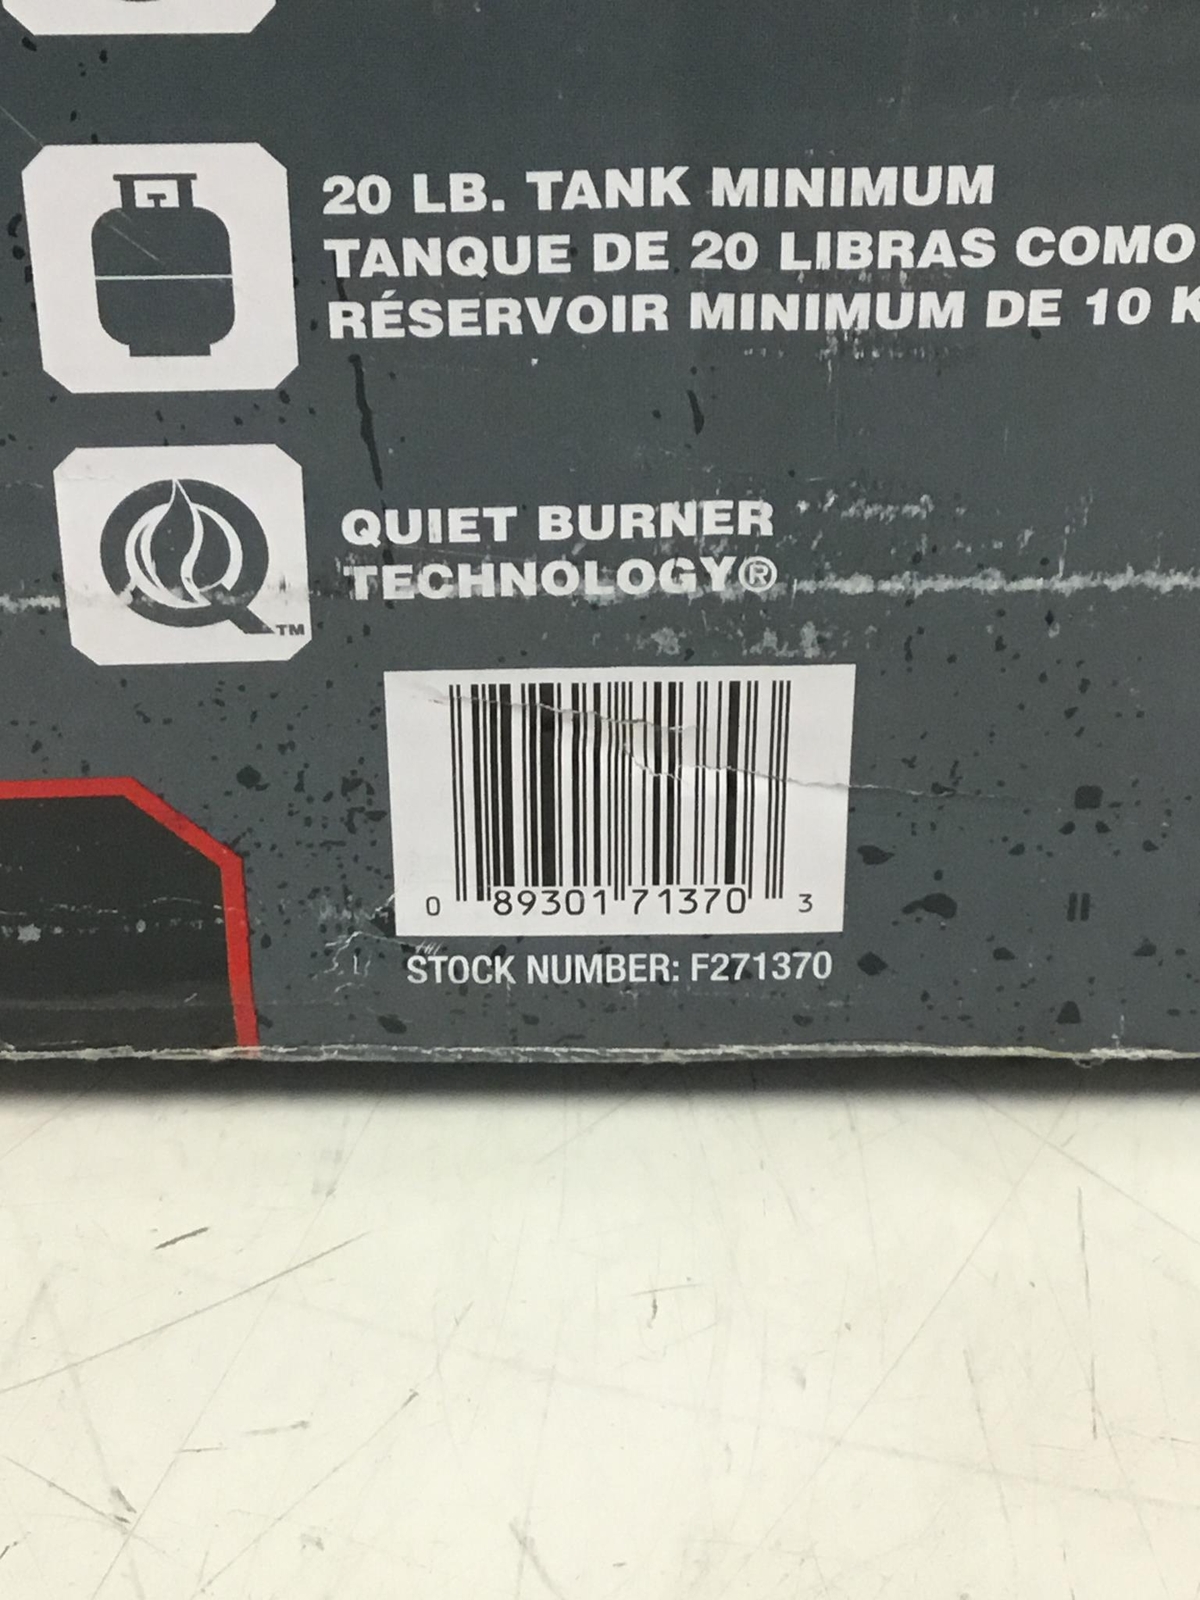 20 LB. TANK MINIMUM
TANQUE DE 20 LIBRAS COMO
RÉSERVOIR MINIMUM DE 10 K
QUIET BURNER
TECHNOLOGY®
TM
0 89301 71370 3
STOCK NUMBER: F271370